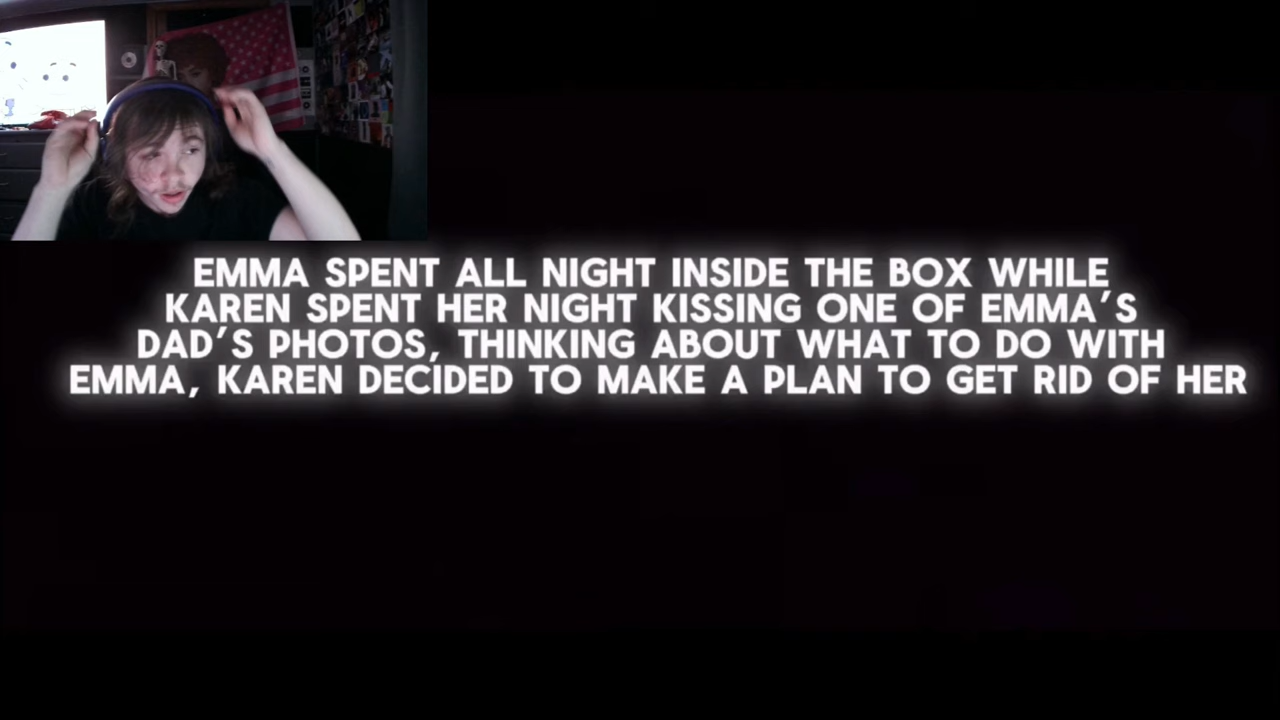 EMMA SPENT ALL NIGHT INSIDE THE BOX WHILE
KAREN SPENT HER NIGHT KISSING ONE OF EMMA'S
DAD'S PHOTOS, THINKING ABOUT WHAT TO DO WITH
EMMA, KAREN DECIDED TO MAKE A PLAN TO GET RID OF HER